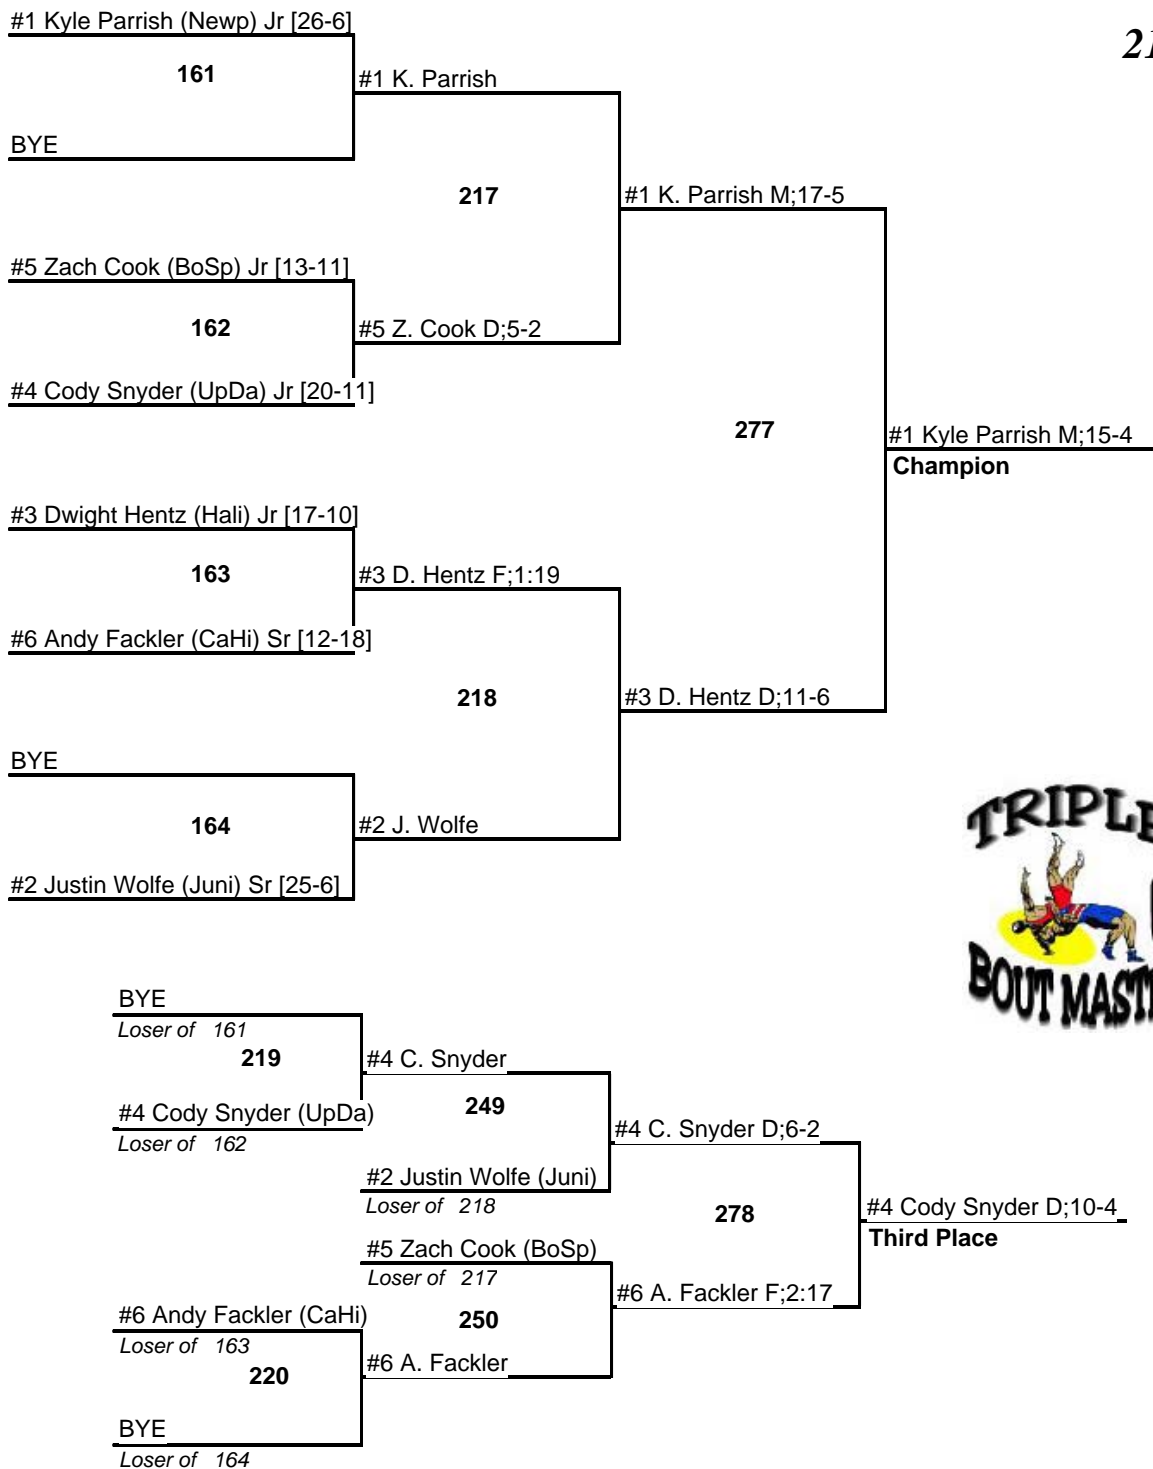 #1 Kyle Parrish (Newp) Jr [26-6]
21
161
#1 K. Parrish
BYE
217
#1 K. Parrish M;17-5
#5 Zach Cook (BoSp) Jr [13-11]
162
#5 Z. Cook D;5-2
#4 Cody Snyder (UpDa) Jr [20-11]
277
#1 Kyle Parrish M;15-4
Champion
#3 Dwight Hentz (Hali) Jr [17-10]
163
#3 D. Hentz F;1:19
#6 Andy Fackler (CaHi) Sr [12-18]
218
#3 D. Hentz D;11-6
BYE
164
#2 J. Wolfe
#2 Justin Wolfe (Juni) Sr [25-6]
TRIPLE
BOUT MAST
BYE
Loser of 161
219
#4 C. Snyder
#4 Cody Snyder (UpDa)
Loser of 162
249
#4 C. Snyder D;6-2
#2 Justin Wolfe (Juni)
Loser of 218
278
#4 Cody Snyder D;10-4
Third Place
#5 Zach Cook (BoSp)
Loser of 217
#6 A. Fackler F;2:17
#6 Andy Fackler (CaHi)
Loser of 163
250
220
#6 A. Fackler
BYE
Loser of 164